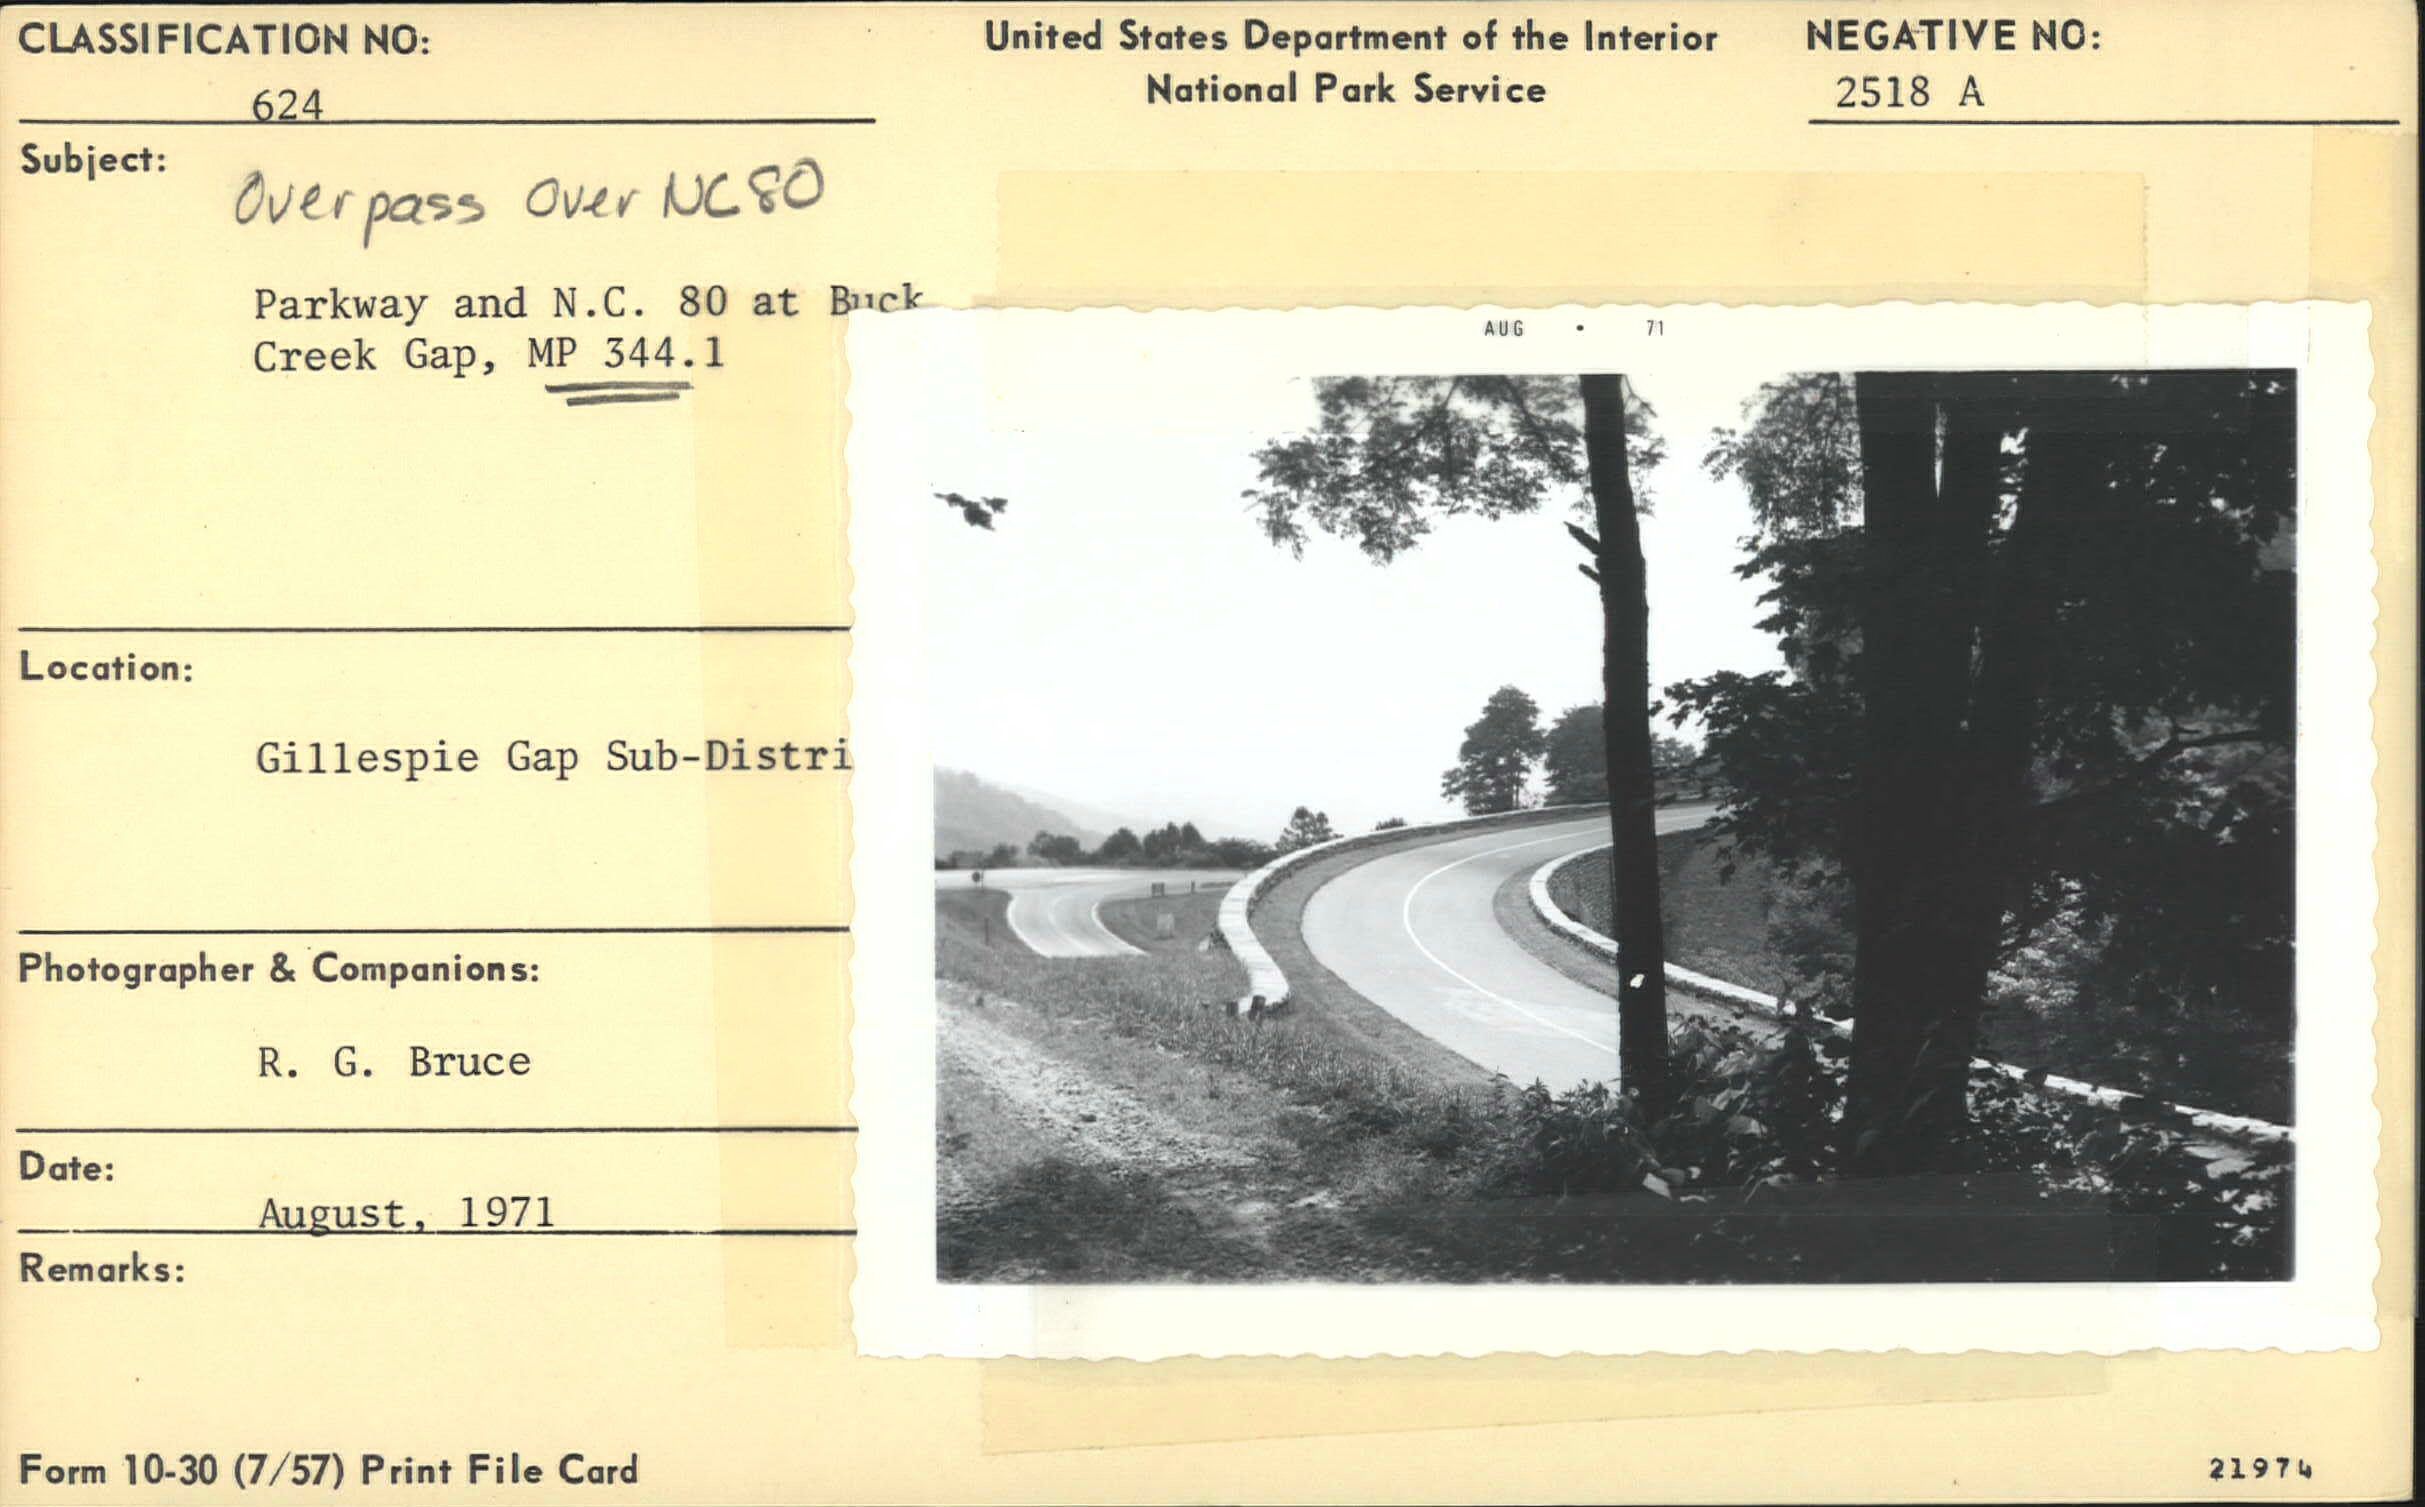 CLASSIFICATION NO:
624
United States Department of the Interior
National Park Service
NEGATIVE NO:
2518 A
Subject:
Overpass Over NC 80
Parkway and N.C. 80 at Buck
Creek Gap, MP 344.1
AUG • 71
Location:
Gillespie Gap Sub-Distri
Photographer & Companions:
R. G. Bruce
Date:
August, 1971
Remarks:
Form 10-30 (7/57) Print File Card
21974